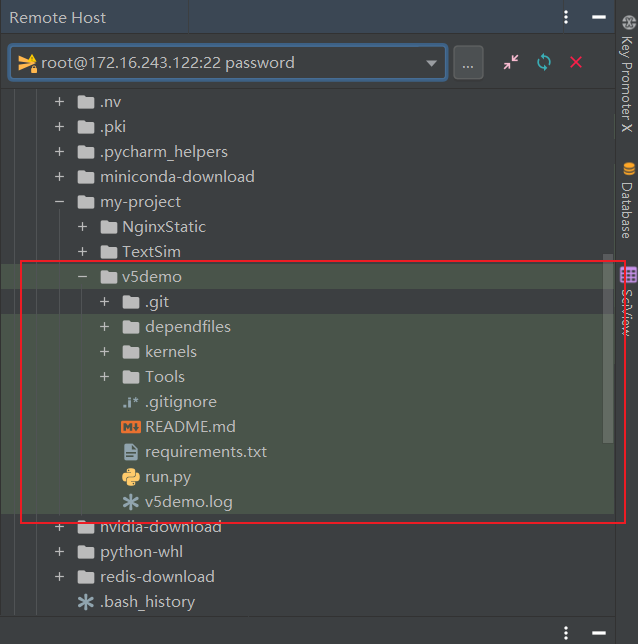 Remote Host
root@172.16.243.122:22 password
...
.nv
.pki
.pycharm_helpers
miniconda-download
my-project
NginxStatic
TextSim
v5demo
.git
dependfiles
kernels
Tools
.i*
.gitignore
M↓
README.md
requirements.txt
run.py
v5demo.log
nvidia-download
python-whl
redis-download
.bash_history
Key Promoter X
Database
SciView